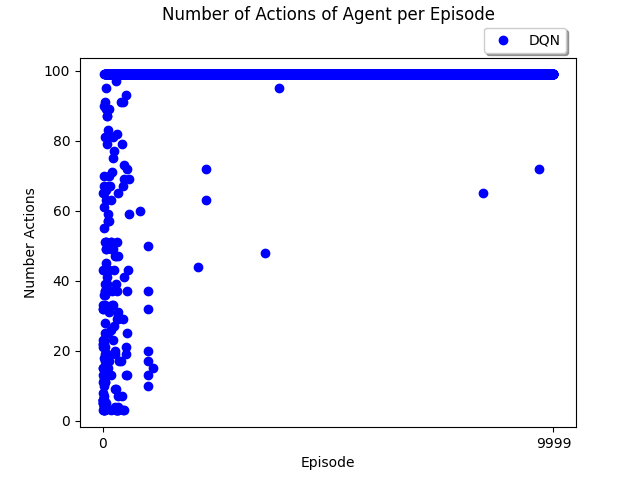 Number of Actions of Agent per Episode
DQN
100
80
60
40
20
0
Number Actions
0
9999
Episode